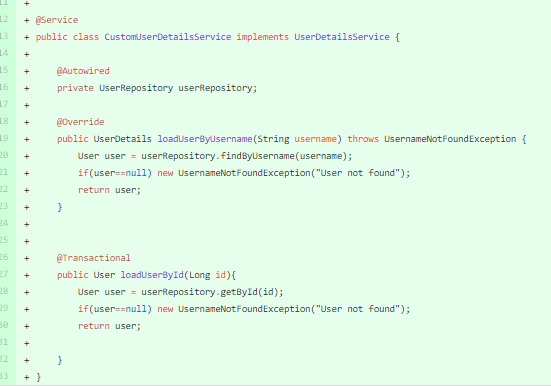 11 +
12 + @Service
13 + public class CustomUserDetailsService implements UserDetailsService {
14 +
15 + @Autowired
16 + private UserRepository userRepository;
17 +
18 + @Override
19 + public UserDetails loadUserByUsername(String username) throws UsernameNotFoundException {
20 + User user = userRepository.findByUsername(username);
21 + if(user==null) new UsernameNotFoundException("User not found");
22 + return user;
23 + }
24 +
25 +
26 + @Transactional
27 + public User loadUserById(Long id){
28 + User user = userRepository.getById(id);
29 + if(user==null) new UsernameNotFoundException("User not found");
30 + return user;
31 +
32 + }
33 + }